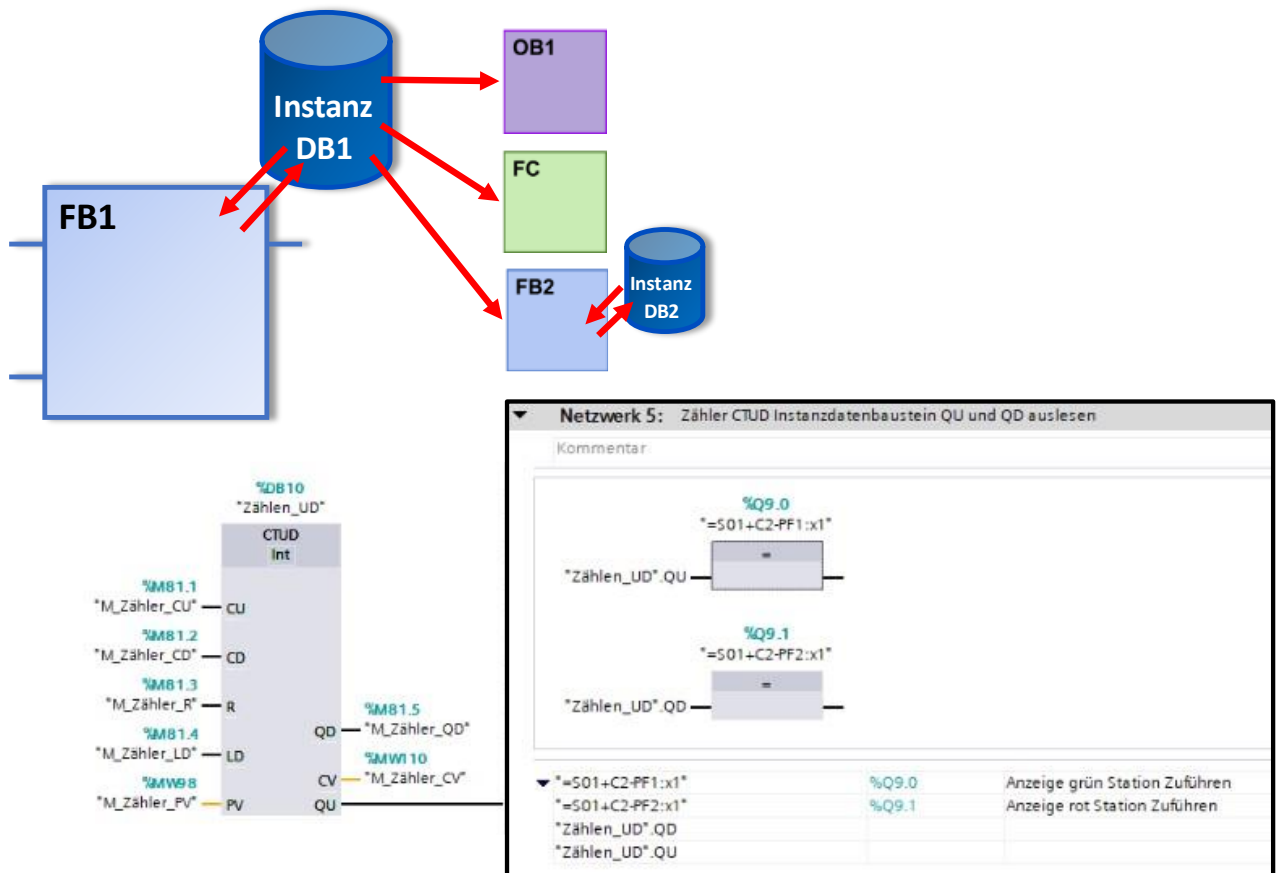 Instanz
DB1
OB1
FC
FB1
FB2
Instanz
DB2
%DB10
"Zählen_UD"
CTUD
Int
%M81.1
"M_Zähler_CU"
CU
%M81.2
"M_Zähler_CD"
CD
%M81.3
"M_Zähler_R"
R
%M81.4
"M_Zähler_LD"
LD
%MW98
"M_Zähler_PV"
PV
%M81.5
QD
"M_Zähler_QD"
%MW110
CV
"M_Zähler_CV"
QU
Netzwerk 5: Zähler CTUD Instanzdatenbaustein QU und QD auslesen
Kommentar
%Q9.0
"=S01+C2-PF1:x1"
=
"Zählen_UD".QU
%Q9.1
"=S01+C2-PF2:x1"
=
"Zählen_UD".QD
"=S01+C2-PF1:x1" %Q9.0 Anzeige grün Station Zuführen
"=S01+C2-PF2:x1" %Q9.1 Anzeige rot Station Zuführen
"Zählen_UD".QD
"Zählen_UD".QU